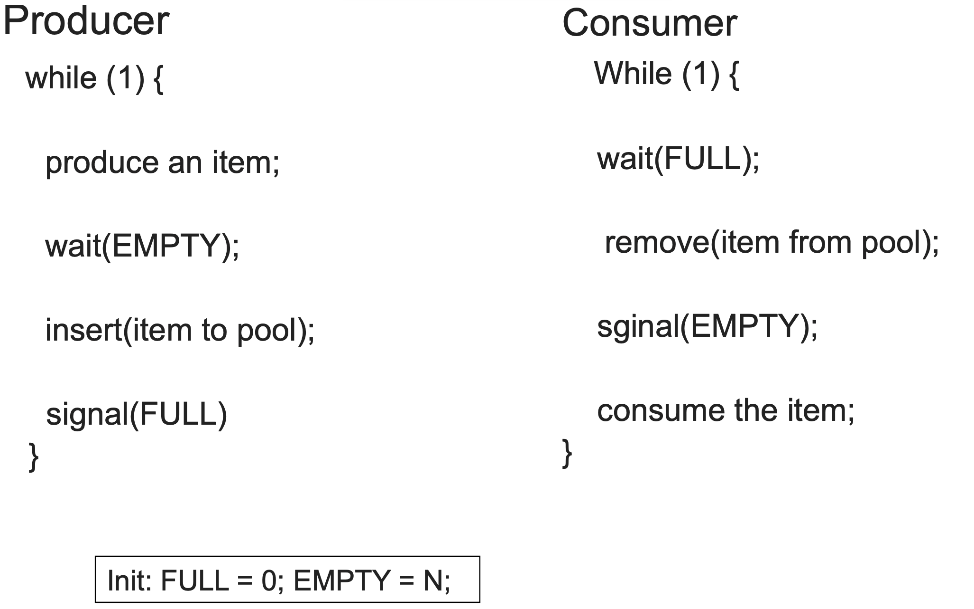 Producer
while (1) {
produce an item;
wait(EMPTY);
insert(item to pool);
signal(FULL)
}
Consumer
While (1) {
wait(FULL);
remove(item from pool);
sginal(EMPTY);
consume the item;
}
Init: FULL = 0; EMPTY = N;